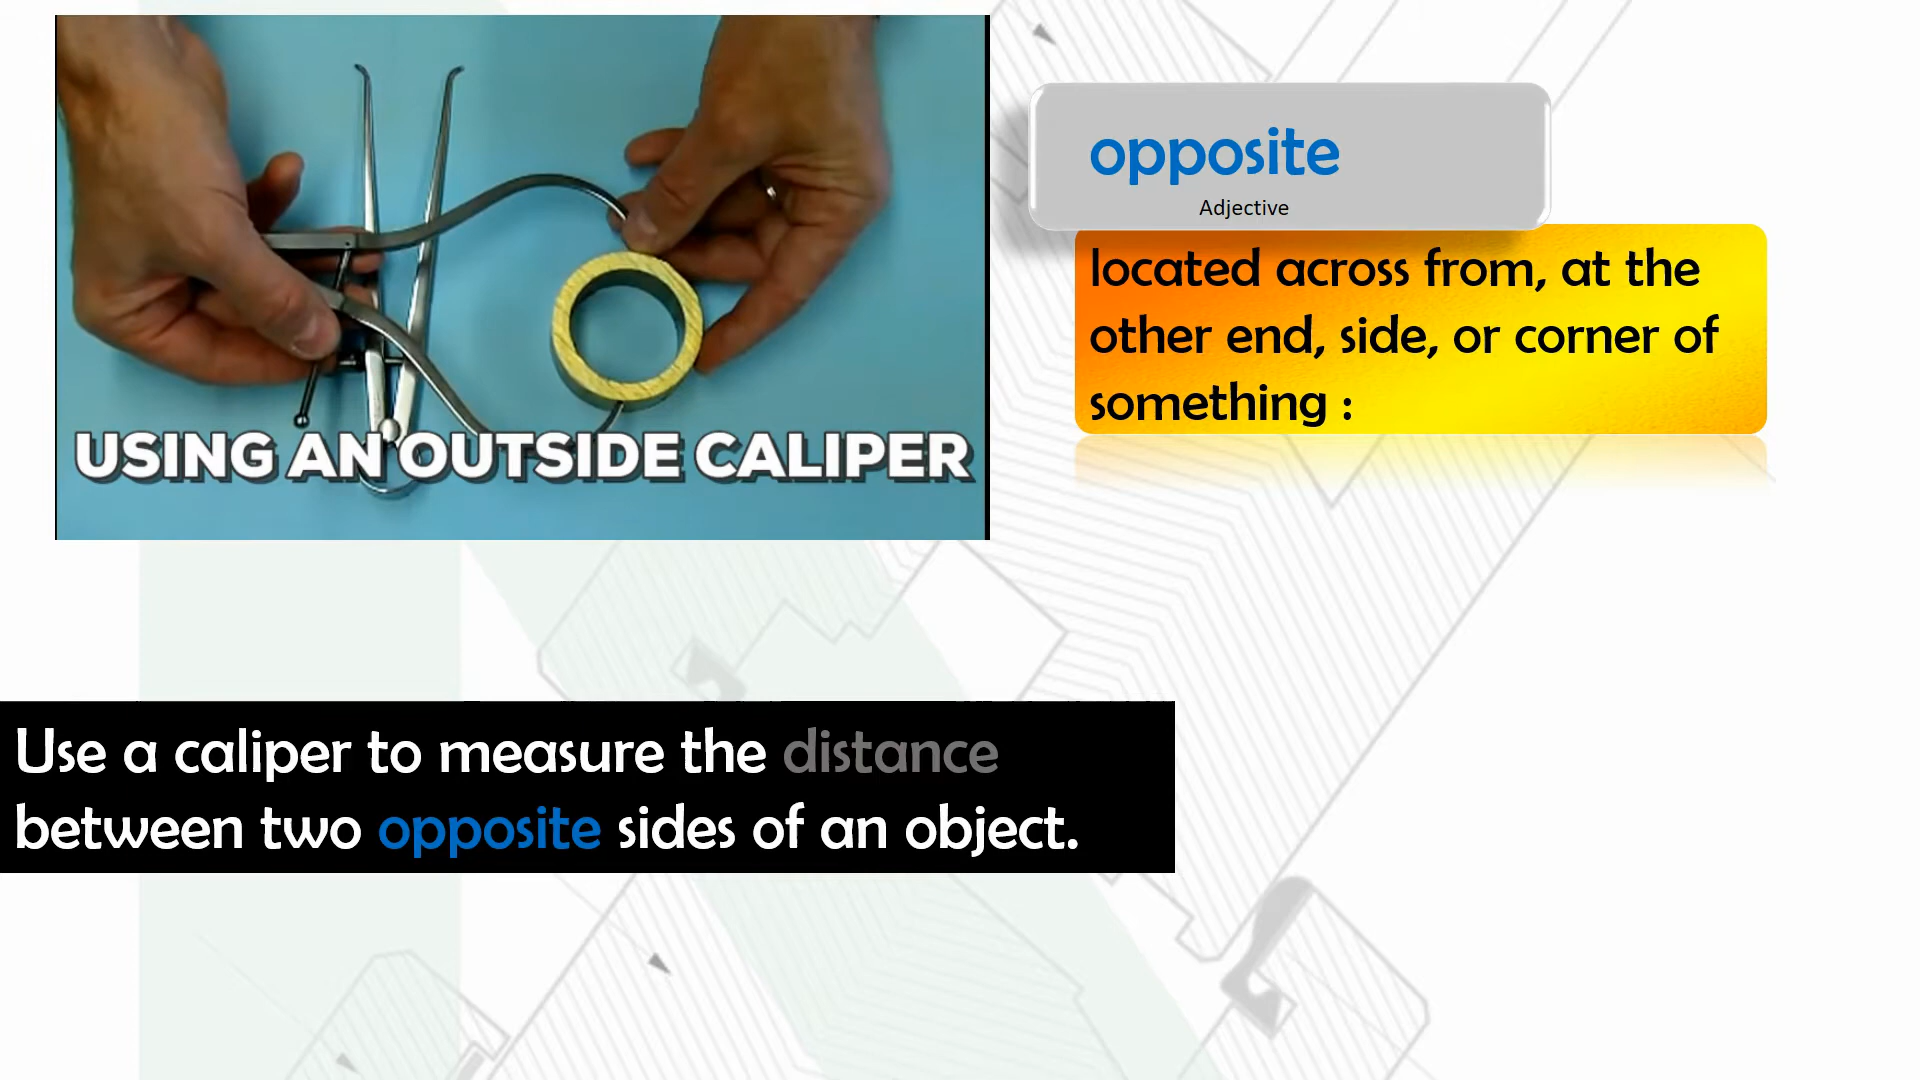 USING AN OUTSIDE CALIPER
opposite
Adjective
located across from, at the
other end, side, or corner of
something :
Use a caliper to measure the distance
between two opposite sides of an object.